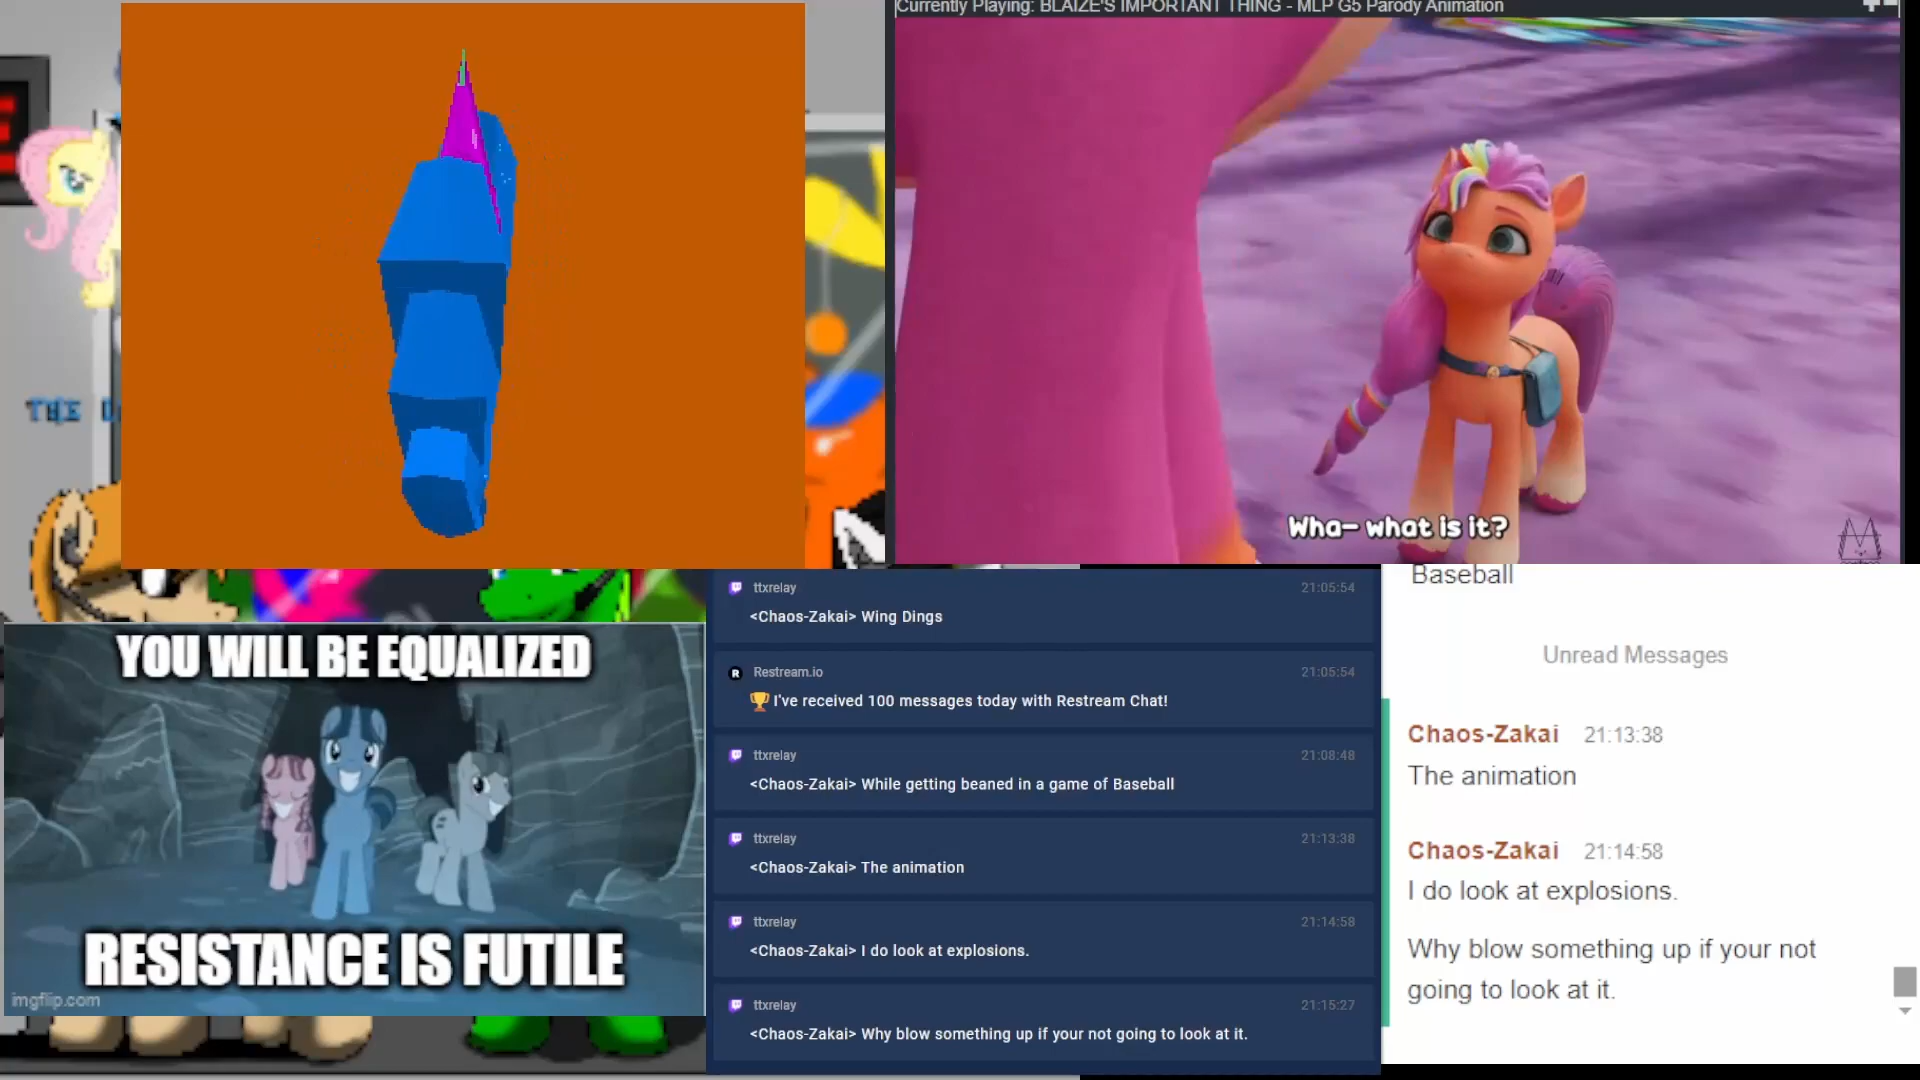 Currently Playing: BLAIZE'S IMPORTANT THING - MLP G5 Parody Animation
Wha- what is it?
THE
YOU WILL BE EQUALIZED
RESISTANCE IS FUTILE
imgflip.com
ttxrelay 21:05:54
<Chaos-Zakai> Wing Dings
Restream.io 21:05:54
🏆 I've received 100 messages today with Restream Chat!
ttxrelay 21:08:48
<Chaos-Zakai> While getting beaned in a game of Baseball
ttxrelay 21:13:38
<Chaos-Zakai> The animation
ttxrelay 21:14:58
<Chaos-Zakai> I do look at explosions.
ttxrelay 21:15:27
<Chaos-Zakai> Why blow something up if your not going to look at it.
Baseball
Unread Messages
Chaos-Zakai 21:13:38
The animation
Chaos-Zakai 21:14:58
I do look at explosions.
Why blow something up if your not
going to look at it.